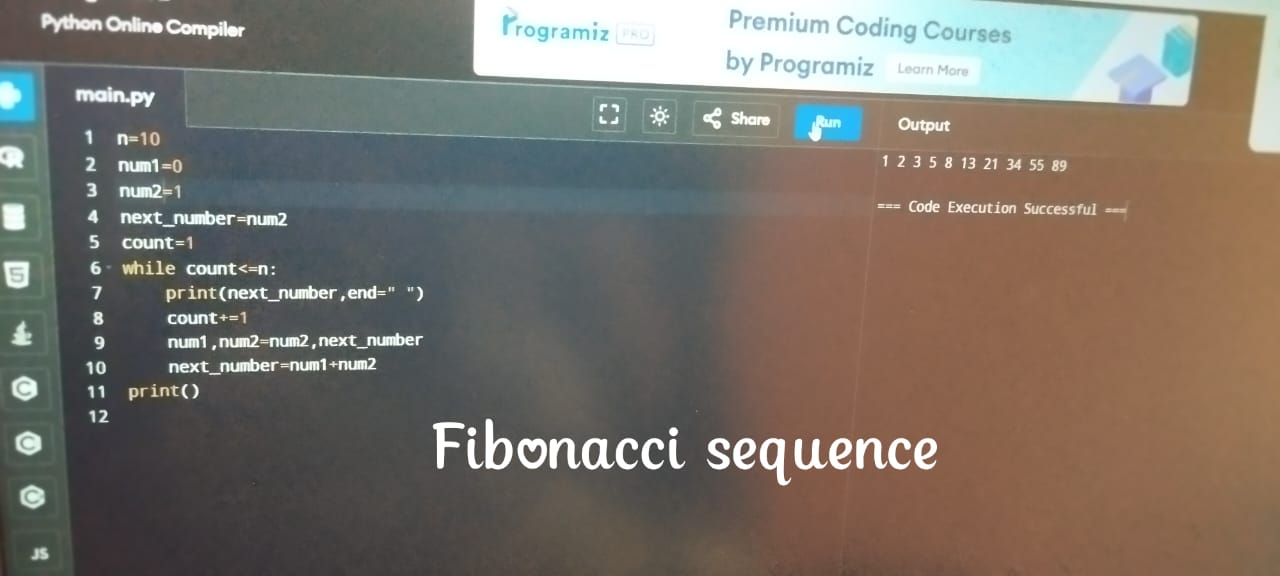 Python Online Compiler
Programiz PRO
Premium Coding Courses
by Programiz Learn More
main.py
Share
Run
Output
1 n=10
2 num1=0
3 num2=1
4 next_number=num2
5 count=1
6 while count<=n:
7 print(next_number,end=" ")
8 count+=1
9 num1,num2=num2,next_number
10 next_number=num1+num2
11 print()
12
1 2 3 5 8 13 21 34 55 89
=== Code Execution Successful ===
JS
Fibonacci sequence